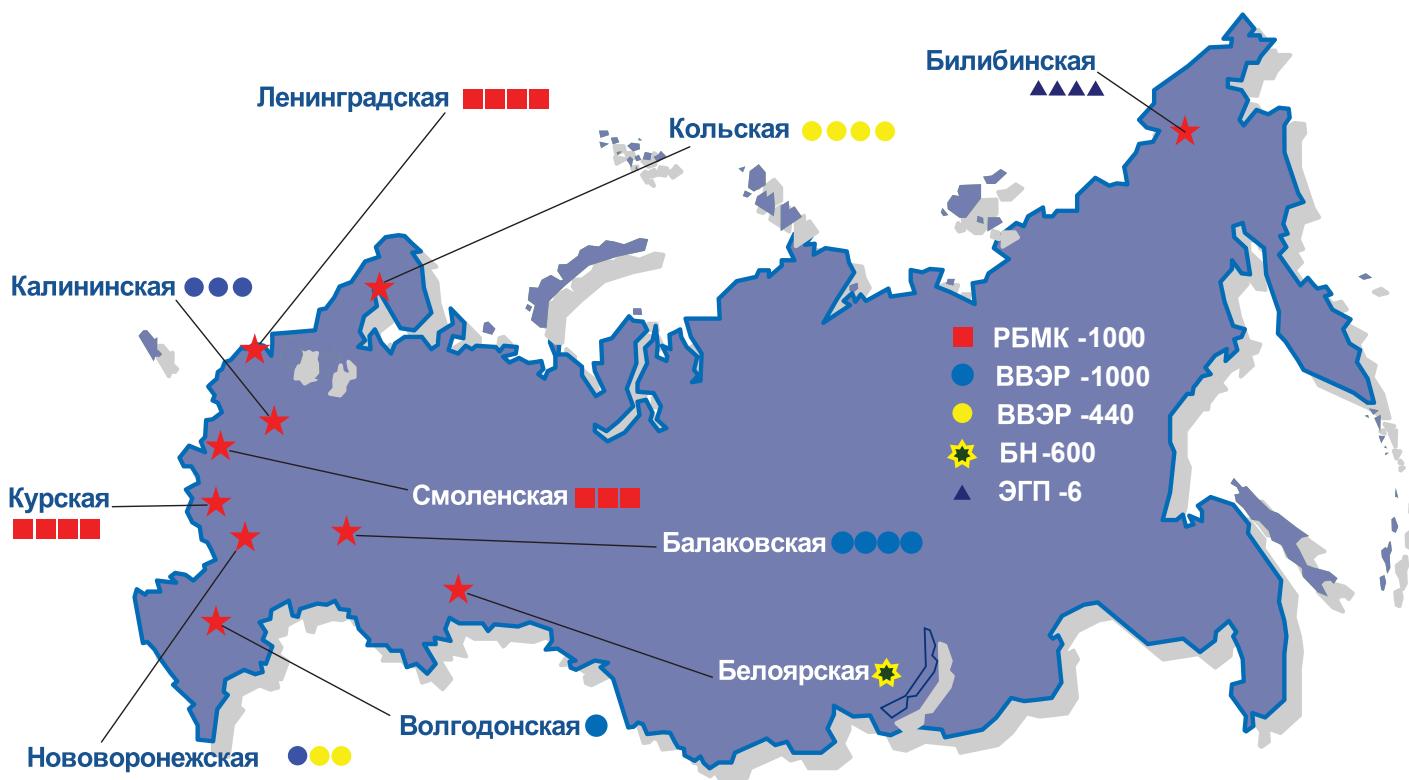 Билибинская
Ленинградская
Кольская
Калининская
РБМК -1000
ВВЭР -1000
ВВЭР -440
БН -600
ЭГП -6
Курская
Смоленская
Балаковская
Белоярская
Волгодонская
Нововоронежская